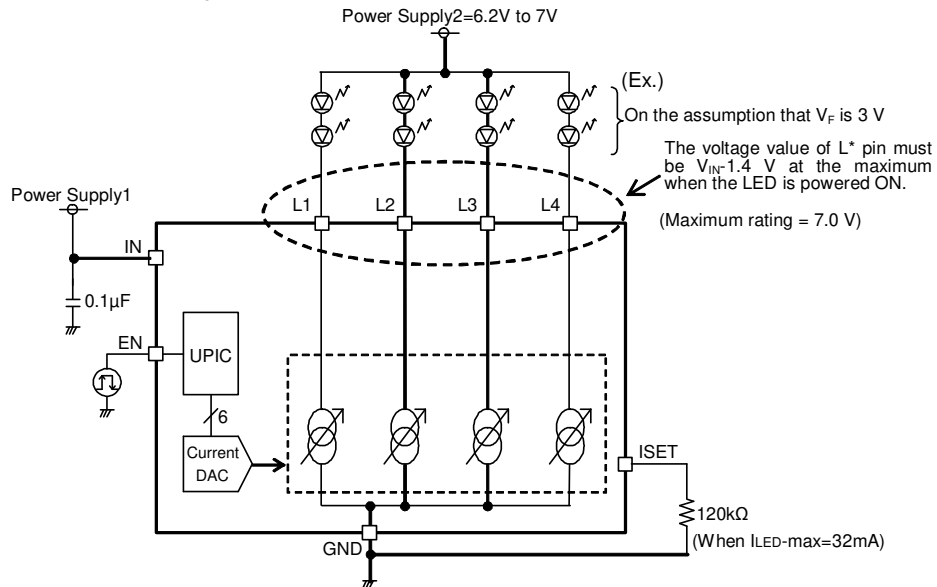 Power Supply2=6.2V to 7V
(Ex.)
On the assumption that VF is 3 V
The voltage value of L* pin must
be VIN-1.4 V at the maximum
when the LED is powered ON.
(Maximum rating = 7.0 V)
Power Supply1
L1
L2
L3
L4
IN
0.1µF
EN
UPIC
6
Current
DAC
ISET
120kΩ
(When ILED-max=32mA)
GND